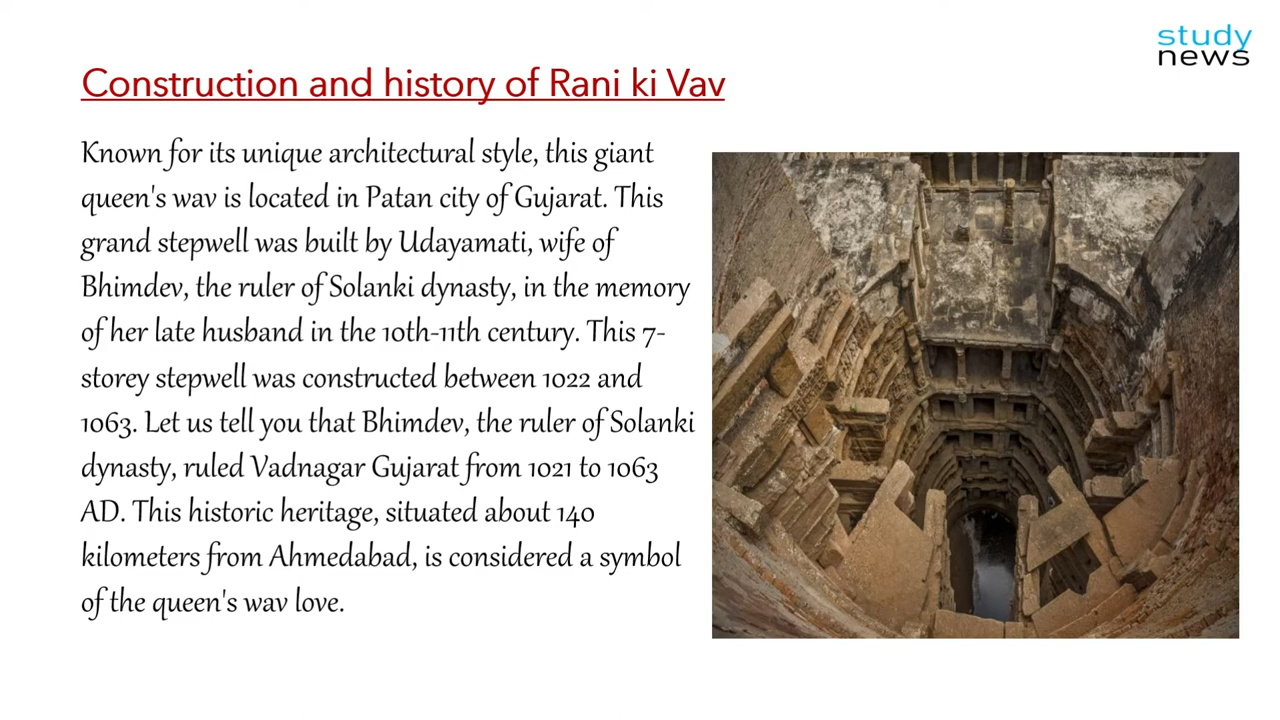 study
news
Construction and history of Rani ki Vav
Known for its unique architectural style, this giant
queen's wav is located in Patan city of Gujarat. This
grand stepwell was built by Udayamati, wife of
Bhimdev, the ruler of Solanki dynasty, in the memory
of her late husband in the 10th-11th century. This 7-
storey stepwell was constructed between 1022 and
1063. Let us tell you that Bhimdev, the ruler of Solanki
dynasty, ruled Vadnagar Gujarat from 1021 to 1063
AD. This historic heritage, situated about 140
kilometers from Ahmedabad, is considered a symbol
of the queen's wav love.